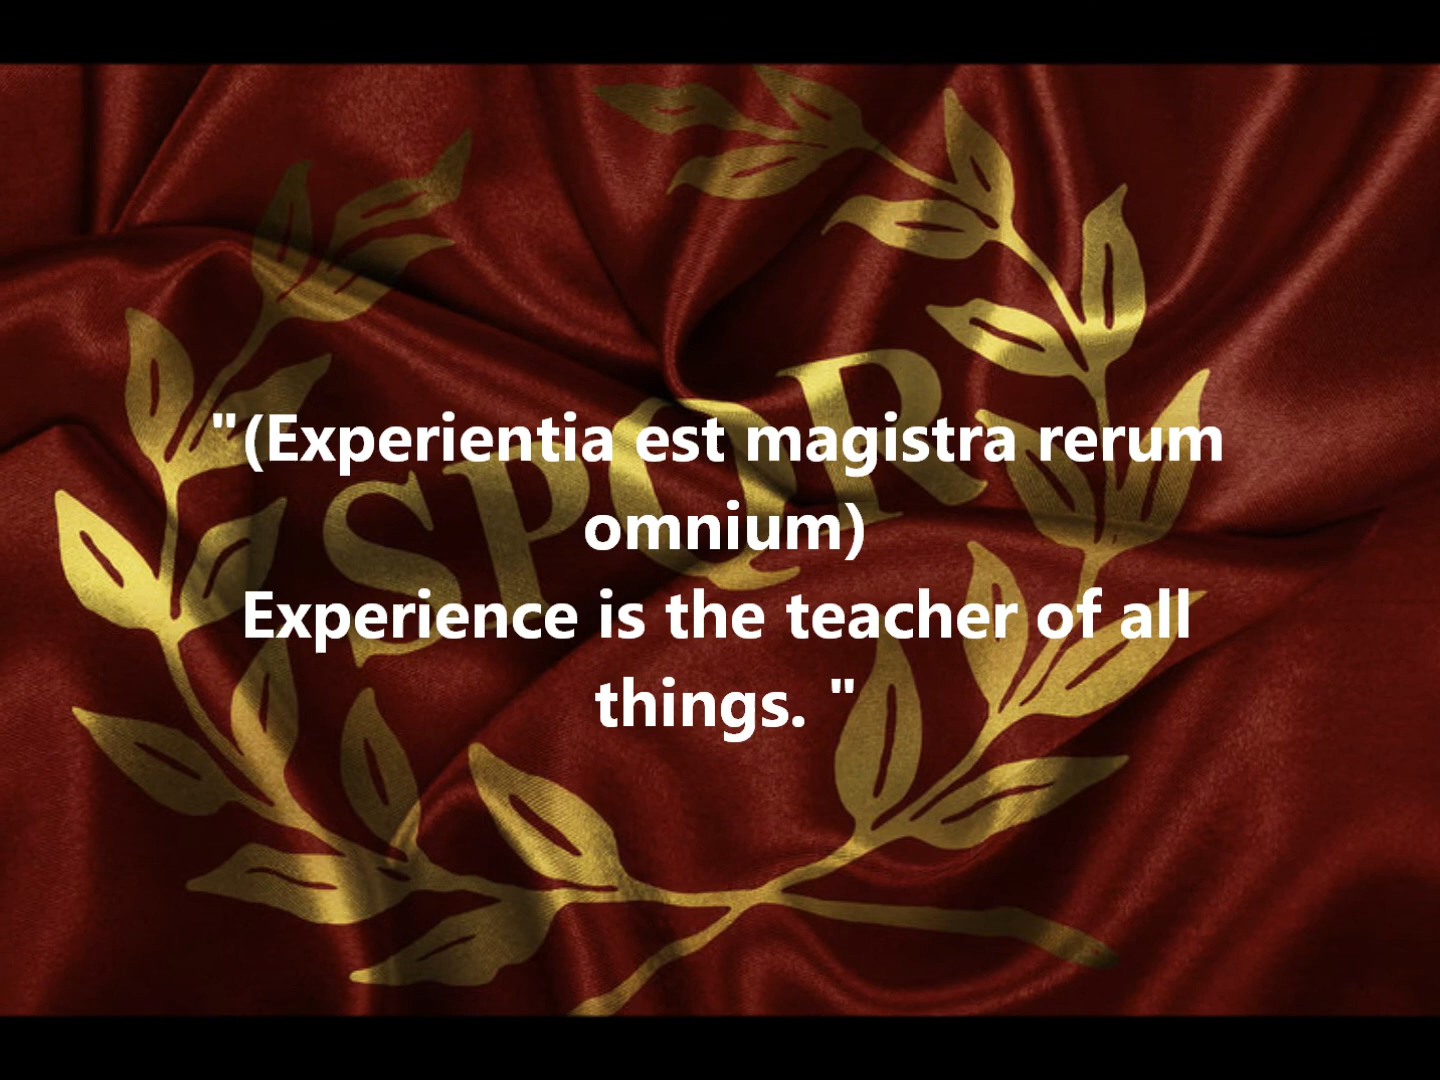 SPQR
"(Experientia est magistra rerum
omnium)
Experience is the teacher of all
things. "